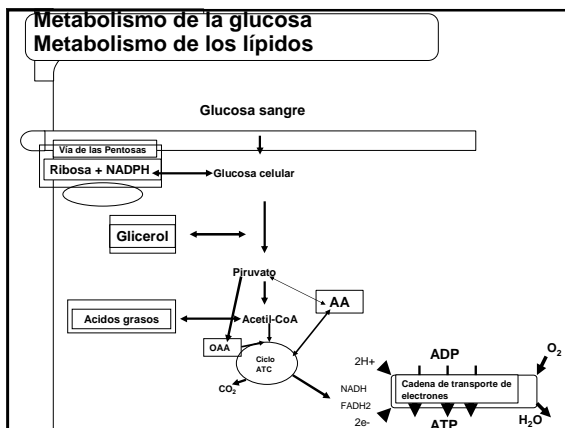 Metabolismo de la glucosa
Metabolismo de los lípidos
Glucosa sangre
Vía de las Pentosas
Ribosa + NADPH
Glucosa celular
Glicerol
Piruvato
AA
Acidos grasos
Acetil-CoA
OAA
Ciclo
ATC
CO2
2H+
NADH
FADH2
2e-
ADP
O2
Cadena de transporte de
electrones
ATP
H2O